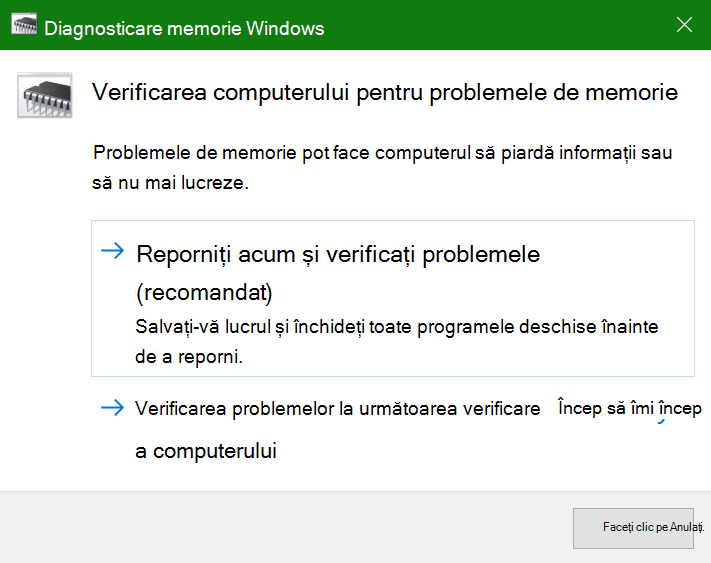 Diagnosticare memorie Windows
Verificarea computerului pentru problemele de memorie
Problemele de memorie pot face computerul să piardă informații sau
să nu mai lucreze.
Reporniți acum și verificați problemele
(recomandat)
Salvați-vă lucrul și închideți toate programele deschise înainte
de a reporni.
Verificarea problemelor la următoarea verificare Încep să îmi încep
a computerului
Faceți clic pe Anulați.